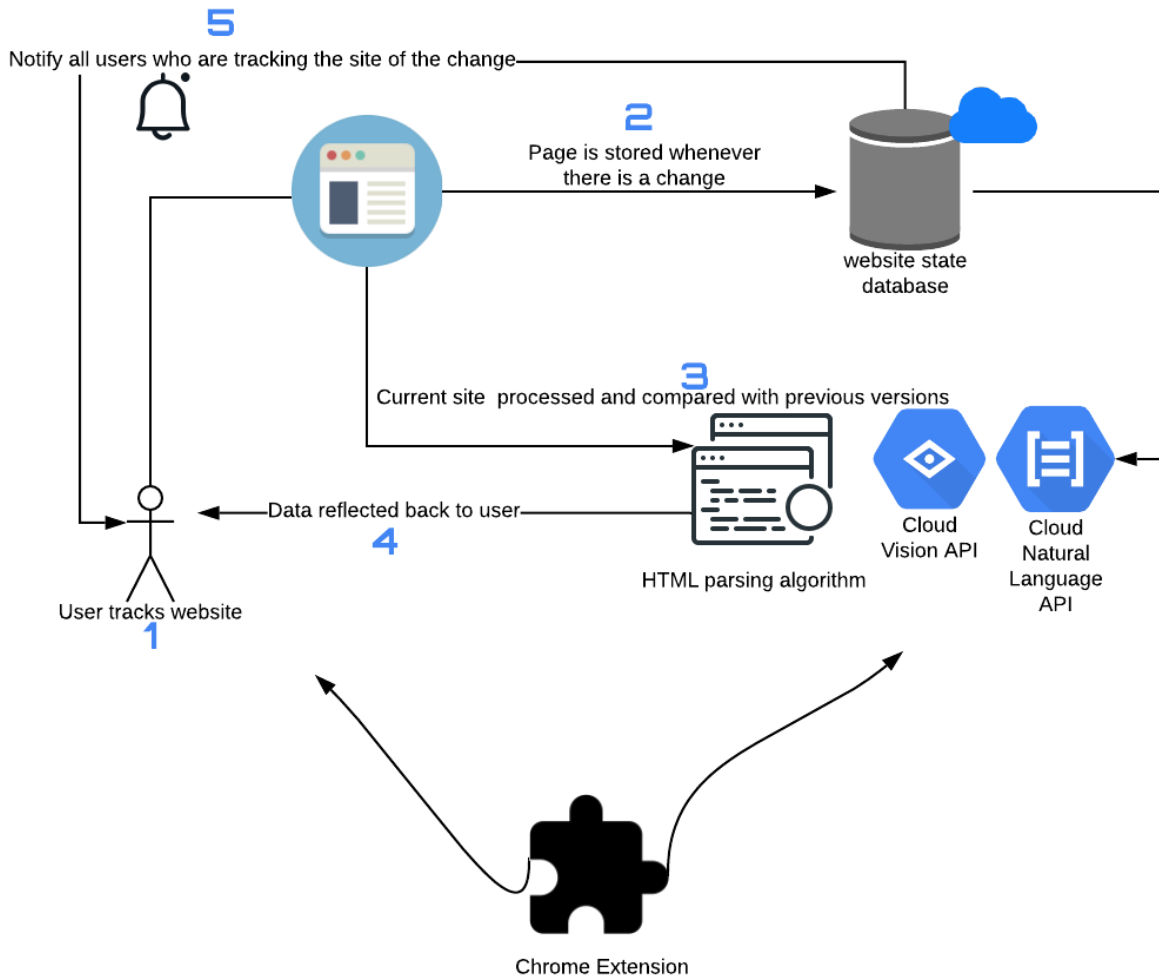 5
Notify all users who are tracking the site of the change
2
Page is stored whenever
there is a change
website state
database
3
Current site processed and compared with previous versions
Data reflected back to user
4
Cloud
Vision API
Cloud
Natural
Language
API
HTML parsing algorithm
User tracks website
1
Chrome Extension